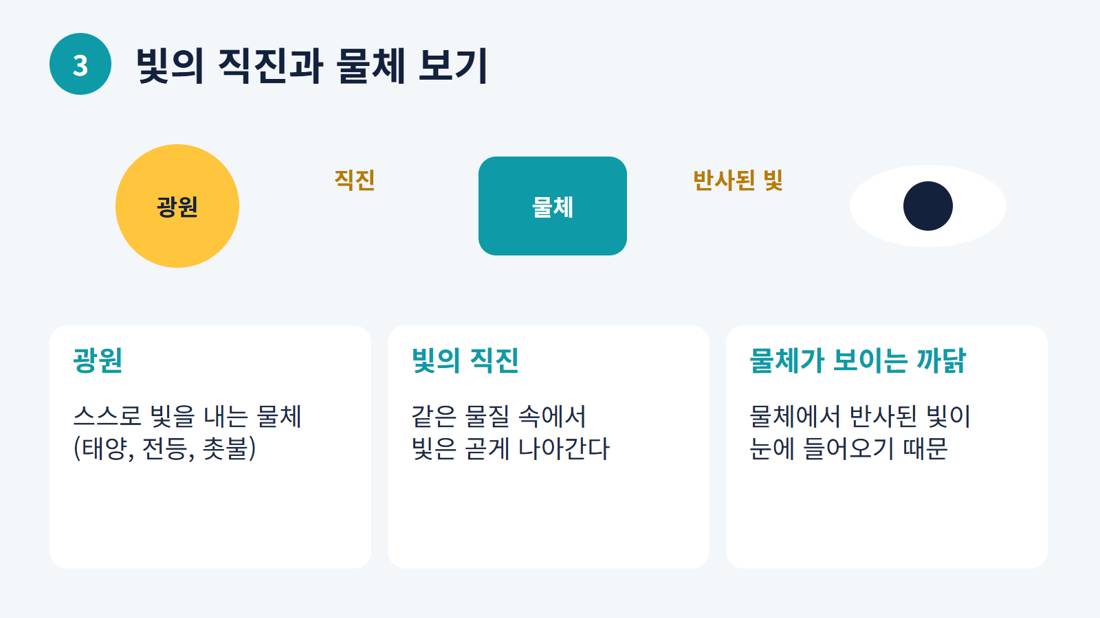 3
빛의 직진과 물체 보기
광원
직진
물체
반사된 빛
광원
스스로 빛을 내는 물체
(태양, 전등, 촛불)
빛의 직진
같은 물질 속에서
빛은 곧게 나아간다
물체가 보이는 까닭
물체에서 반사된 빛이
눈에 들어오기 때문